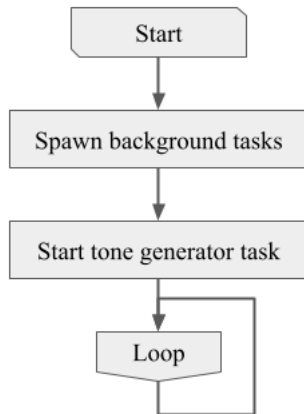 Start
Spawn background tasks
Start tone generator task
Loop